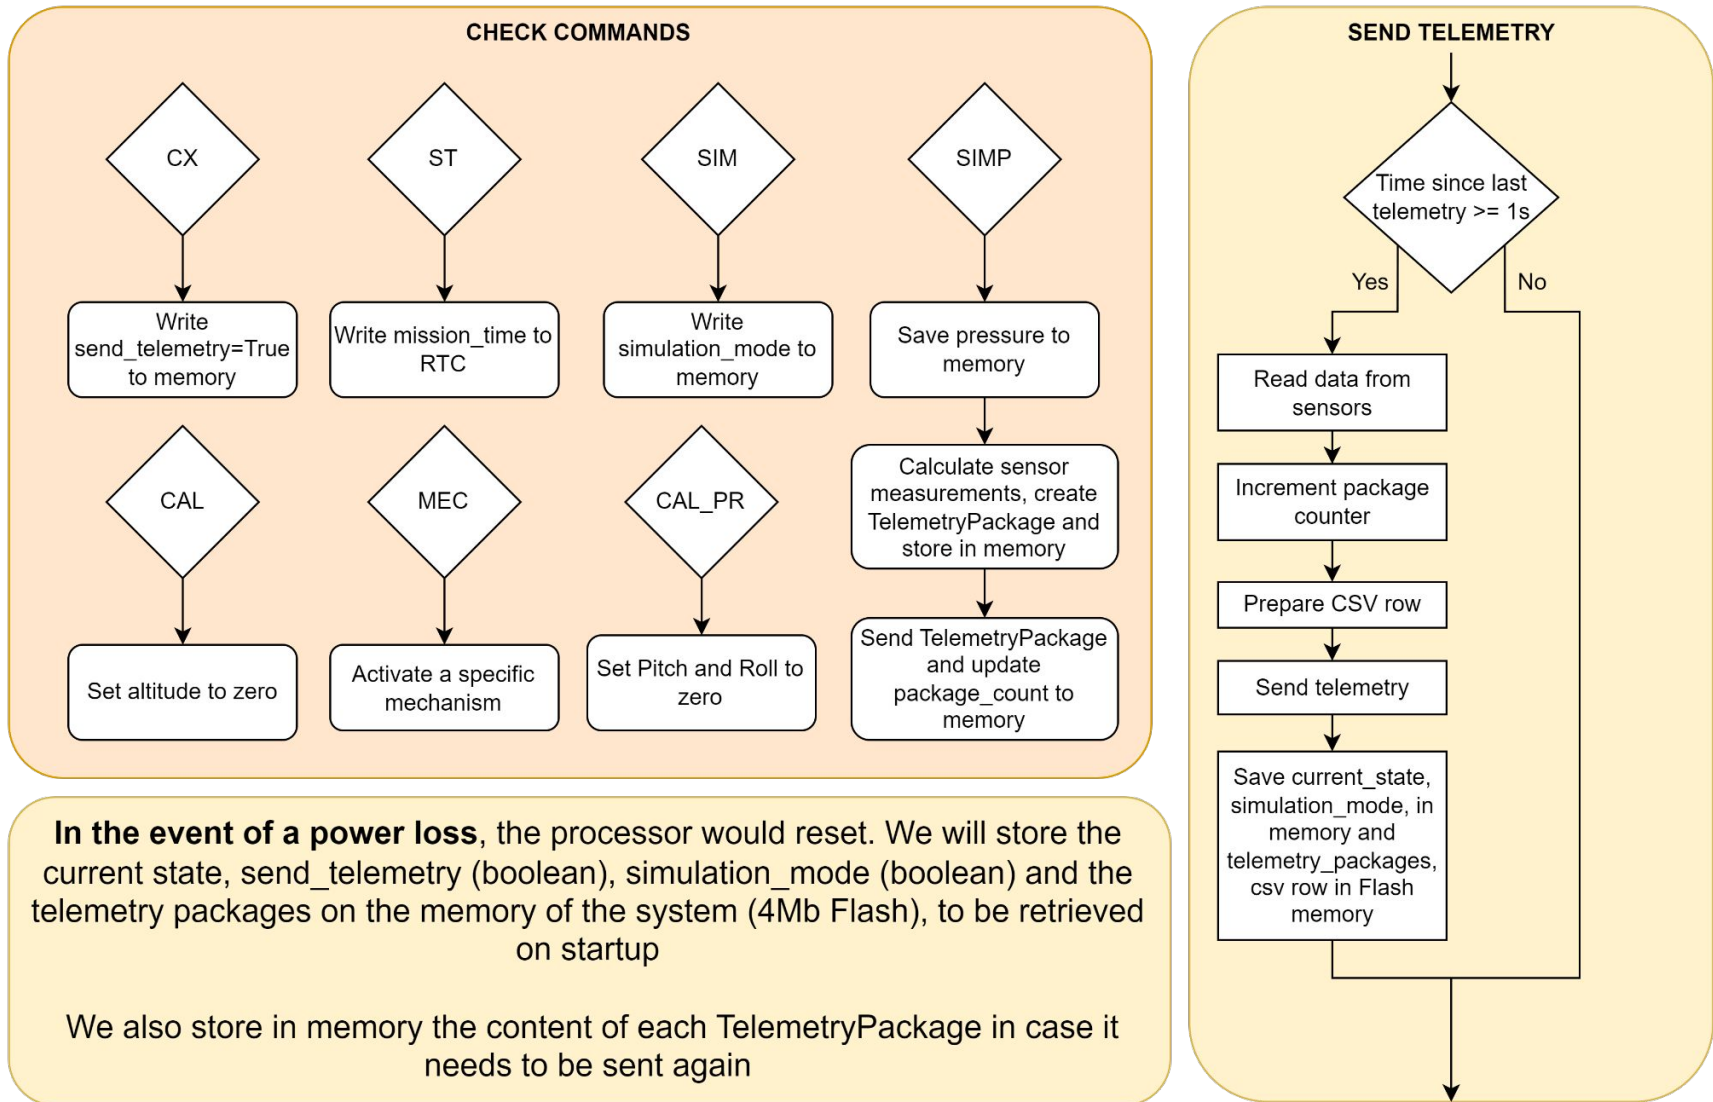 CHECK COMMANDS
CX
ST
SIM
SIMP
Write
send_telemetry=True
to memory
Write mission_time to
RTC
Write
simulation_mode to
memory
Save pressure to
memory
CAL
MEC
CAL_PR
Calculate sensor
measurements, create
TelemetryPackage and
store in memory
Set altitude to zero
Activate a specific
mechanism
Set Pitch and Roll to
zero
Send TelemetryPackage
and update
package_count to
memory
In the event of a power loss, the processor would reset. We will store the
current state, send_telemetry (boolean), simulation_mode (boolean) and the
telemetry packages on the memory of the system (4Mb Flash), to be retrieved
on startup
We also store in memory the content of each TelemetryPackage in case it
needs to be sent again
SEND TELEMETRY
Time since last
telemetry >= 1s
Yes
No
Read data from
sensors
Increment package
counter
Prepare CSV row
Send telemetry
Save current_state,
simulation_mode, in
memory and
telemetry_packages,
csv row in Flash
memory